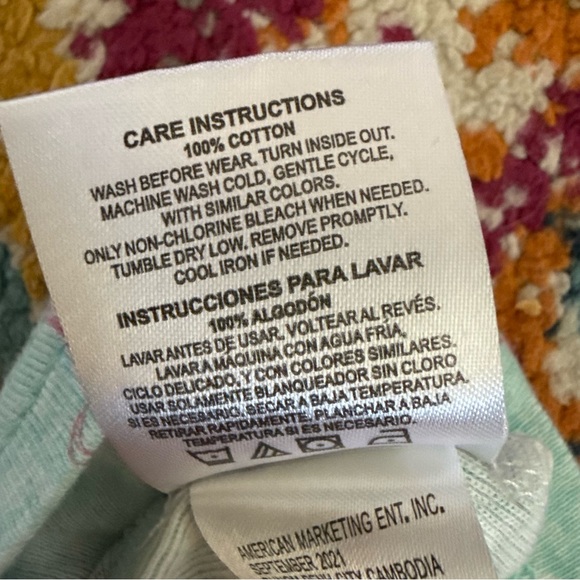 CARE INSTRUCTIONS
100% COTTON
WASH BEFORE WEAR. TURN INSIDE OUT.
MACHINE WASH COLD, GENTLE CYCLE,
WITH SIMILAR COLORS.
ONLY NON-CHLORINE BLEACH WHEN NEEDED.
TUMBLE DRY LOW. REMOVE PROMPTLY.
COOL IRON IF NEEDED.
INSTRUCCIONES PARA LAVAR
100% ALGODÓN
LAVAR ANTES DE USAR. VOLTEAR AL REVÉS.
LAVAR A MÁQUINA CON AGUA FRÍA,
CICLO DELICADO, Y CON COLORES SIMILARES.
USAR SOLAMENTE BLANQUEADOR SIN CLORO
SI ES NECESARIO. SECAR A BAJA TEMPERATURA.
RETIRAR RAPIDAMENTE. PLANCHAR A BAJA
TEMPERATURA SI ES NECESARIO.
AMERICAN MARKETING ENT. INC.
SEPTEMBER 2021
CITY CAMBODIA